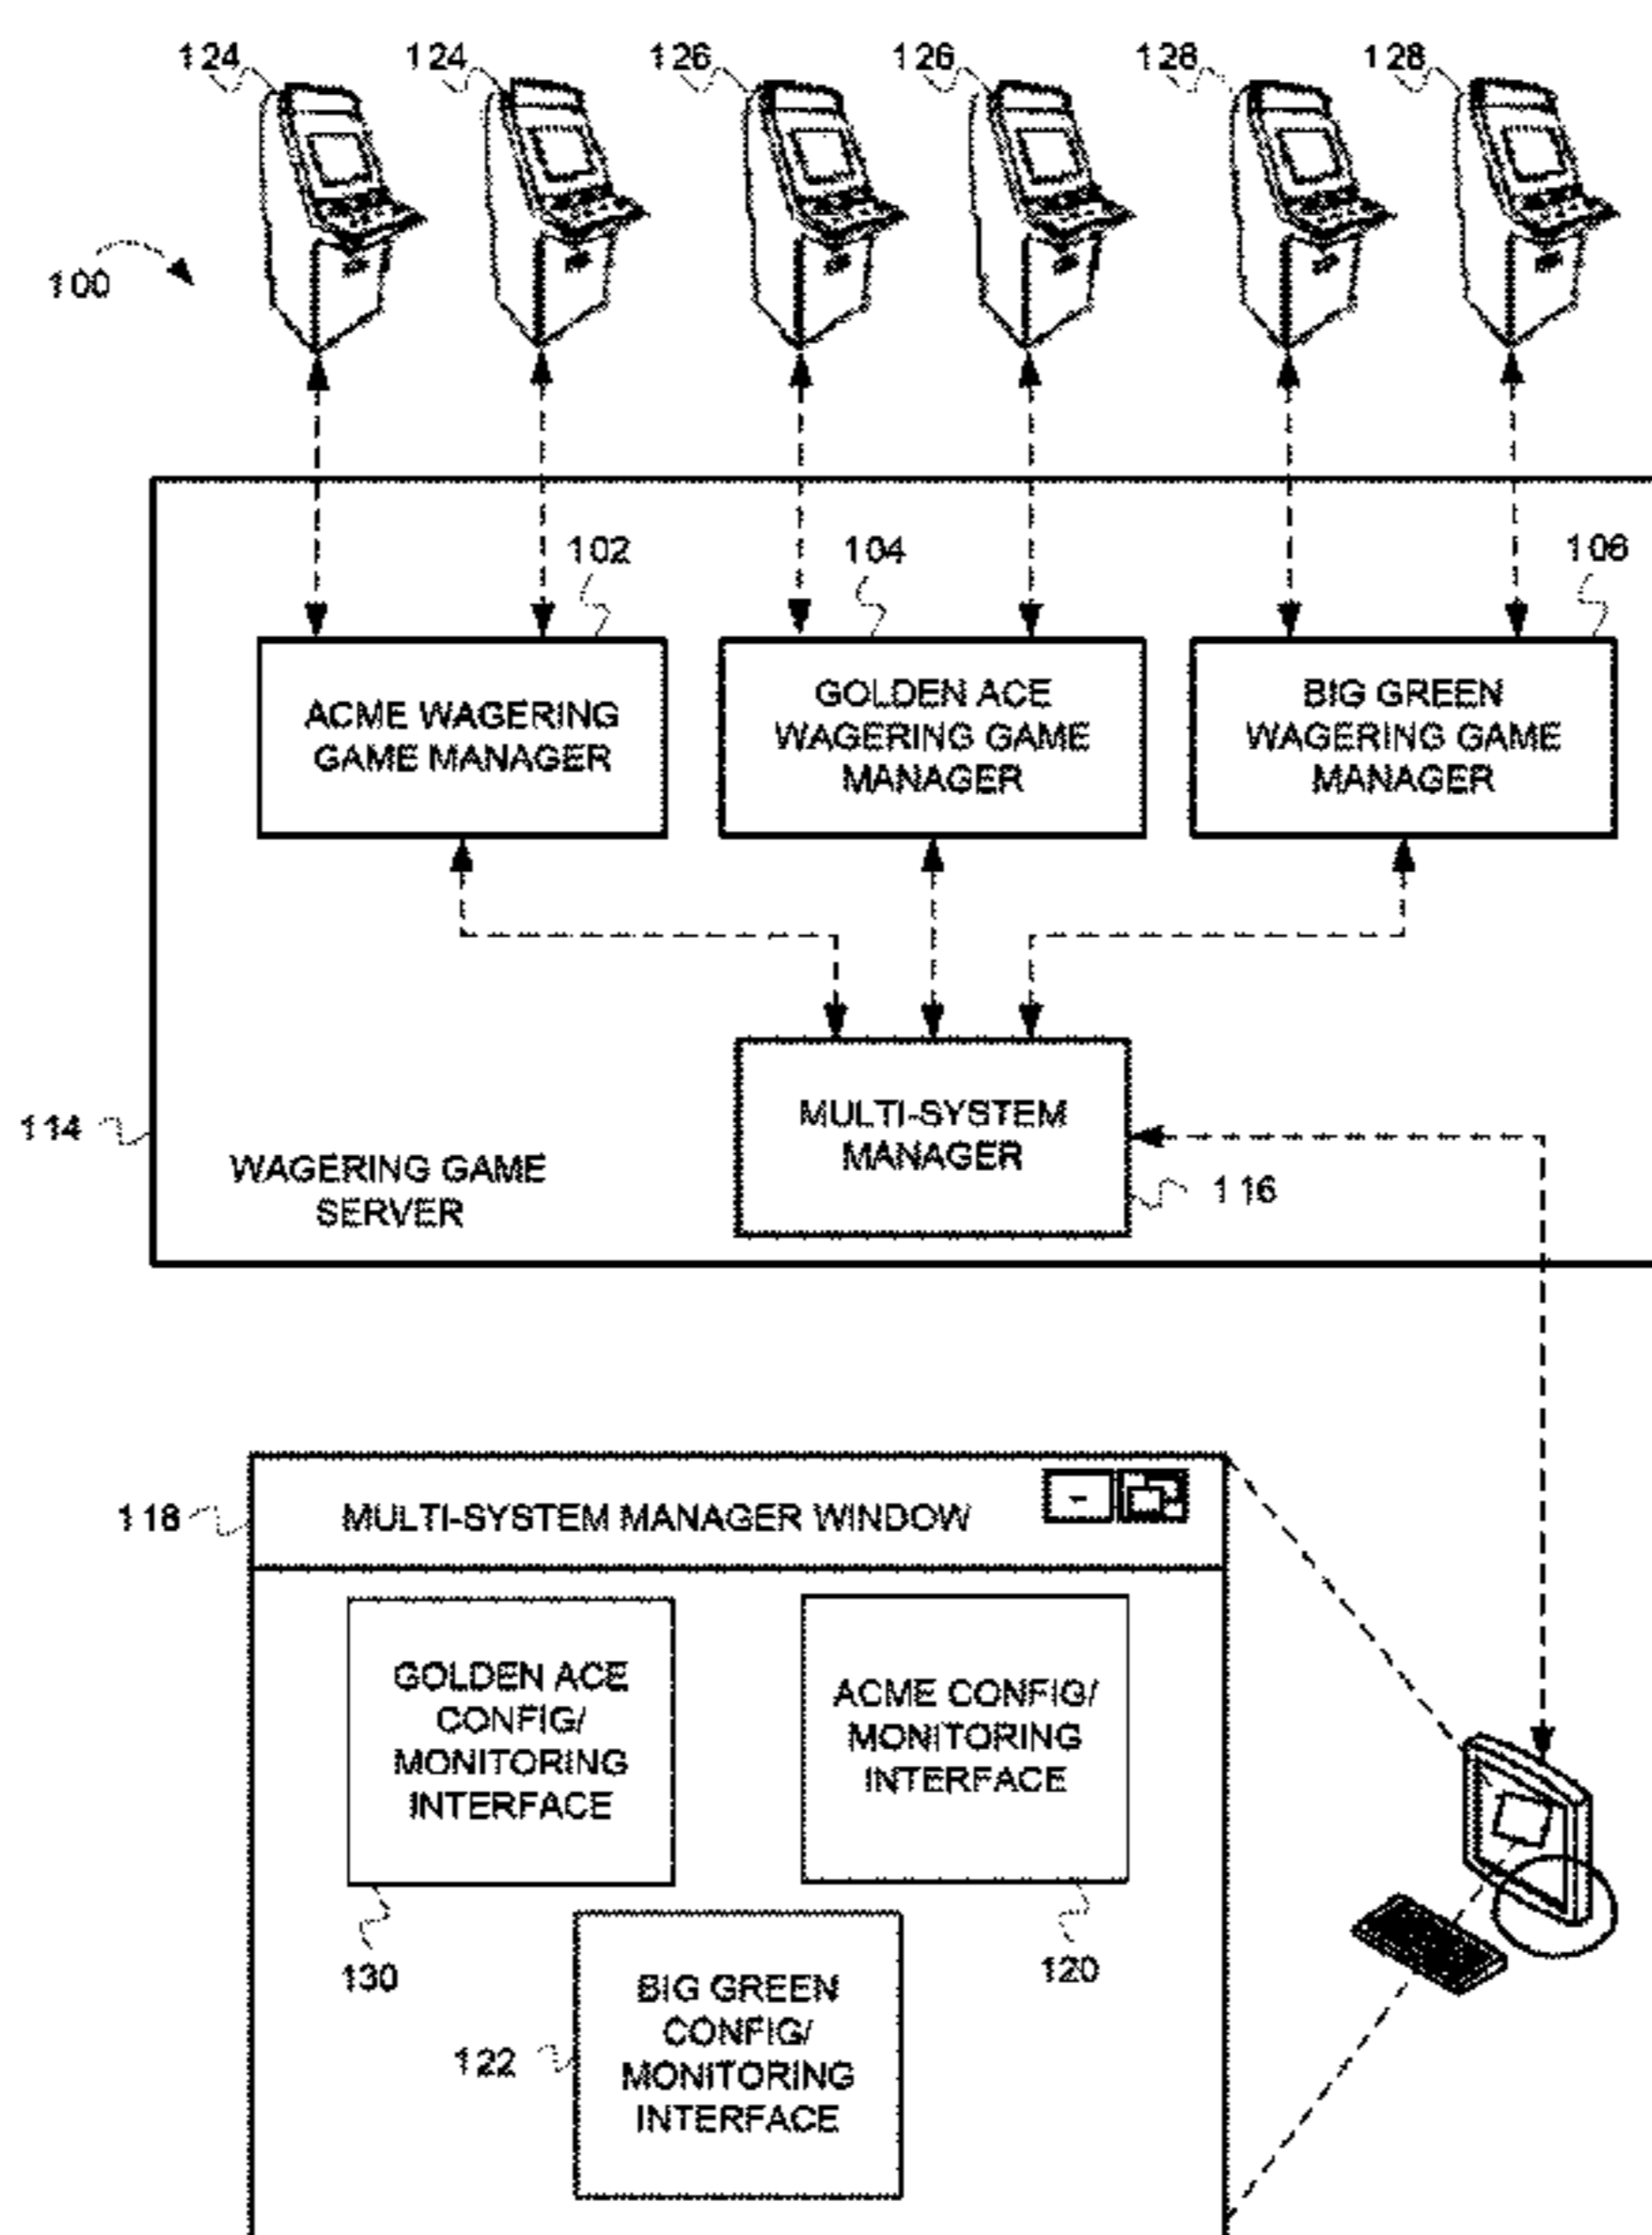 124 124 126 126 128 128
100
102 104 106
ACME WAGERING
GAME MANAGER
GOLDEN ACE
WAGERING GAME
MANAGER
BIG GREEN
WAGERING GAME
MANAGER
114
MULTI-SYSTEM
MANAGER
116
WAGERING GAME
SERVER
118
MULTI-SYSTEM MANAGER WINDOW
GOLDEN ACE
CONFIG/
MONITORING
INTERFACE
130
ACME CONFIG/
MONITORING
INTERFACE
120
122
BIG GREEN
CONFIG/
MONITORING
INTERFACE